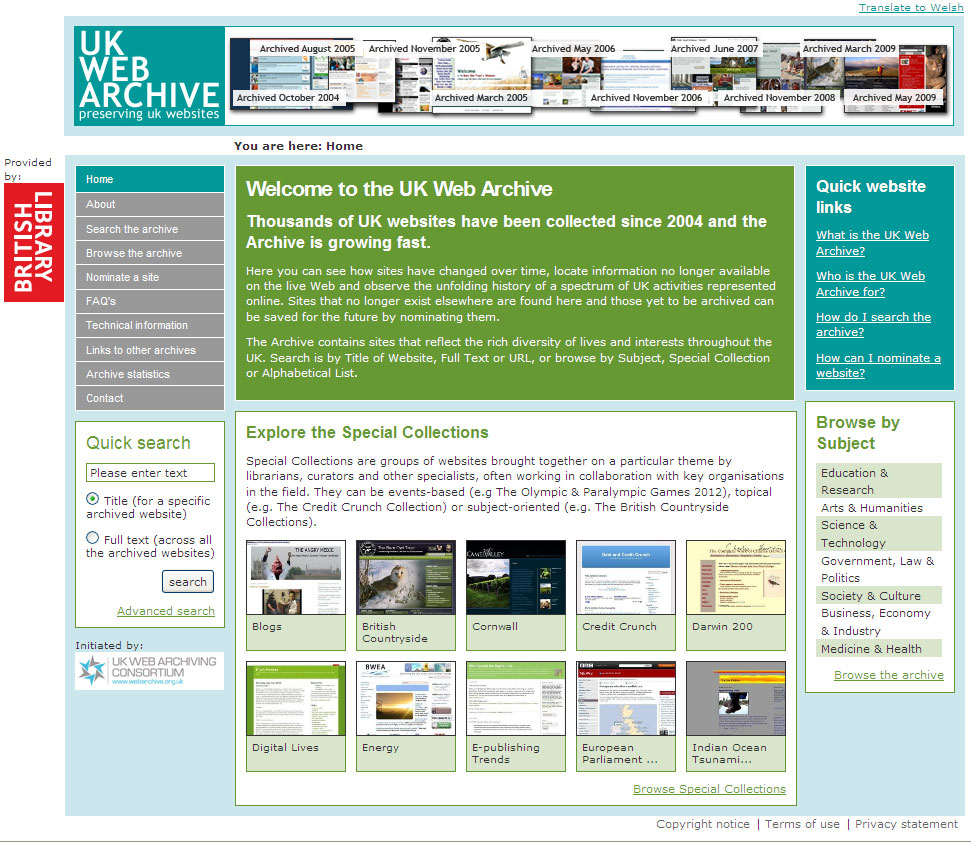 Translate to Welsh
UK
WEB
ARCHIVE
preserving uk websites
Archived August 2005
Archived November 2005
Archived May 2006
Archived June 2007
Archived March 2009
Archived October 2004
Archived March 2005
Archived November 2006
Archived November 2008
Archived May 2009
You are here: Home
Provided
by:
BRITISH
LIBRARY
Home
About
Search the archive
Browse the archive
Nominate a site
FAQ's
Technical information
Links to other archives
Archive statistics
Contact
Quick search
Please enter text
Title (for a specific
archived website)
Full text (across all
the archived websites)
search
Advanced search
Initiated by:
UK WEB ARCHIVING
CONSORTIUM
www.webarchive.org.uk
Welcome to the UK Web Archive
Thousands of UK websites have been collected since 2004 and the
Archive is growing fast.
Here you can see how sites have changed over time, locate information no longer available
on the live Web and observe the unfolding history of a spectrum of UK activities represented
online. Sites that no longer exist elsewhere are found here and those yet to be archived can
be saved for the future by nominating them.
The Archive contains sites that reflect the rich diversity of lives and interests throughout the
UK. Search is by Title of Website, Full Text or URL, or browse by Subject, Special Collection
or Alphabetical List.
Explore the Special Collections
Special Collections are groups of websites brought together on a particular theme by
librarians, curators and other specialists, often working in collaboration with key organisations
in the field. They can be events-based (e.g The Olympic & Paralympic Games 2012), topical
(e.g. The Credit Crunch Collection) or subject-oriented (e.g. The British Countryside
Collections).
THE ANGRY MEDIC
The Barn Owl Trust
CAMEL VALLEY
Debt and Credit Crunch
Blogs
British
Countryside
Cornwall
Credit Crunch
Darwin 200
BWEA
BBC
NEWS
Digital Lives
Energy
E-publishing
Trends
European
Parliament ...
Indian Ocean
Tsunami...
Browse Special Collections
Quick website
links
What is the UK Web
Archive?
Who is the UK Web
Archive for?
How do I search the
archive?
How can I nominate a
website?
Browse by
Subject
Education &
Research
Arts & Humanities
Science &
Technology
Government, Law &
Politics
Society & Culture
Business, Economy
& Industry
Medicine & Health
Browse the archive
Copyright notice | Terms of use | Privacy statement